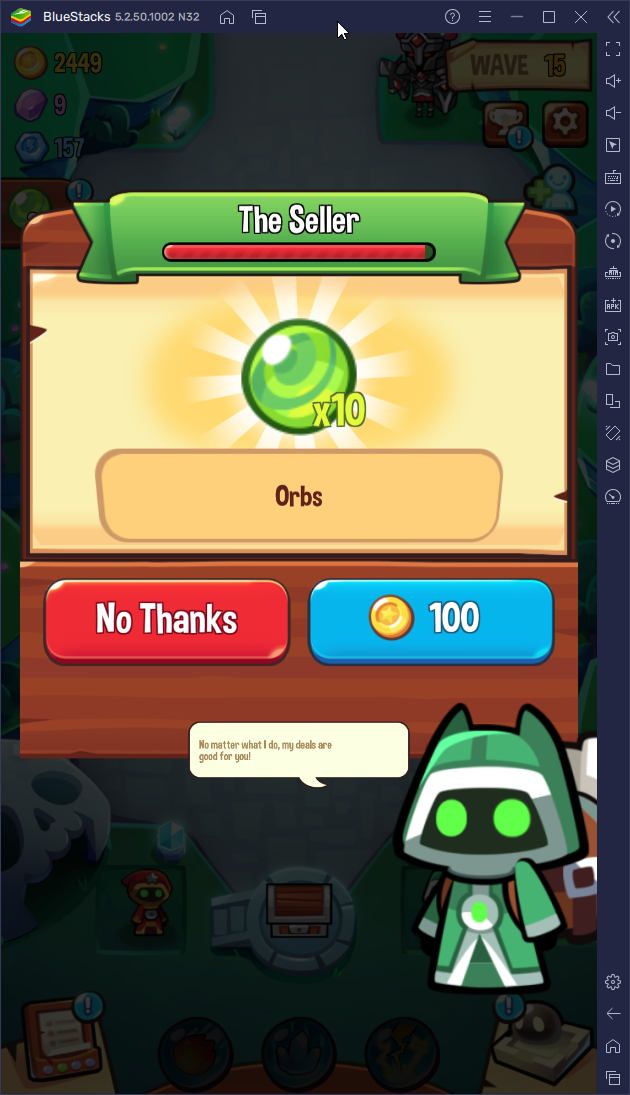 BlueStacks 5.2.50.1002 N32
2449
WAVE 15
9
157
The Seller
x10
Orbs
No Thanks
100
No matter what I do, my deals are
good for you!